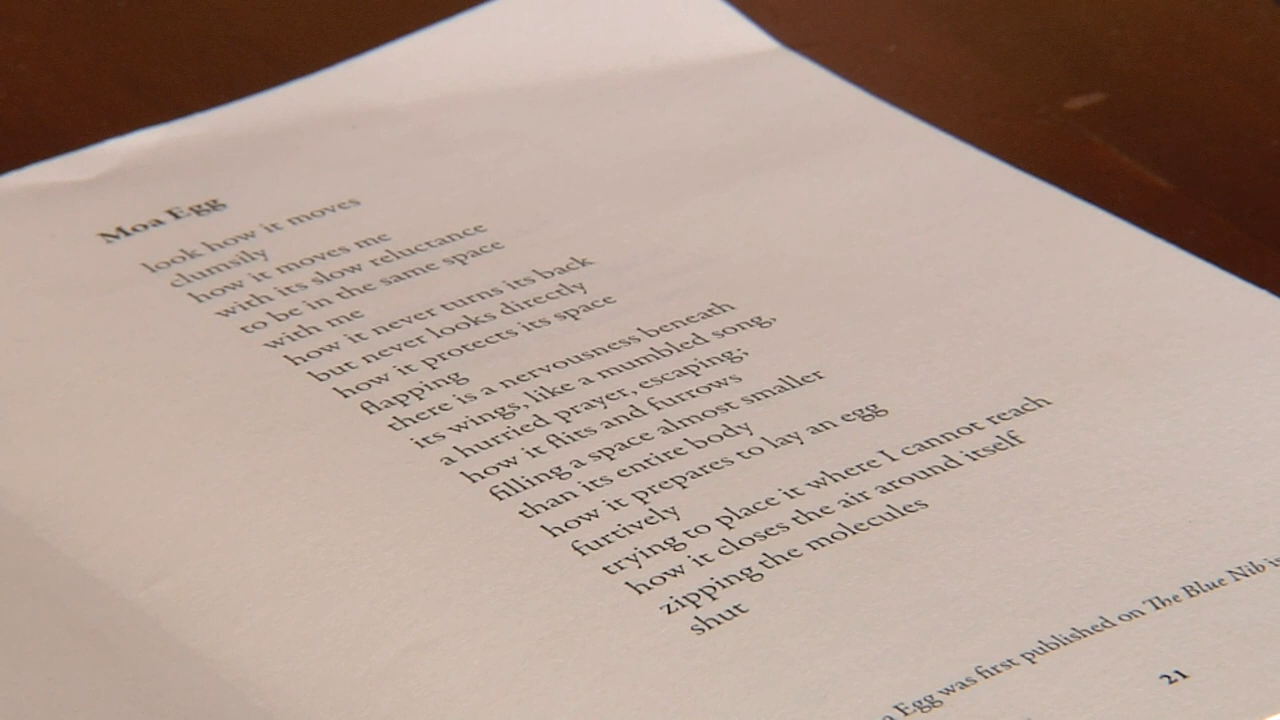 Moa Egg
look how it moves
clumsily
how it moves me
with its slow reluctance
to be in the same space
with me
how it never turns its back
but never looks directly
how it protects its space
flapping
there is a nervousness beneath
its wings, like a mumbled song,
a hurried prayer, escaping;
how it flits and furrows
filling a space almost smaller
than its entire body
how it prepares to lay an egg
furtively
trying to place it where I cannot reach
how it closes the air around itself
zipping the molecules
shut
Egg was first published on The Blue Nib
21